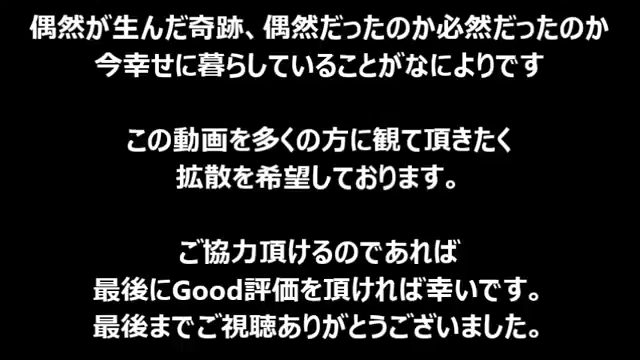 偶然が生んだ奇跡、偶然だったのか必然だったのか
今幸せに暮らしていることがなによりです
この動画を多くの方に観て頂きたく
拡散を希望しております。
ご協力頂けるのであれば
最後にGood評価を頂ければ幸いです。
最後までご視聴ありがとうございました。